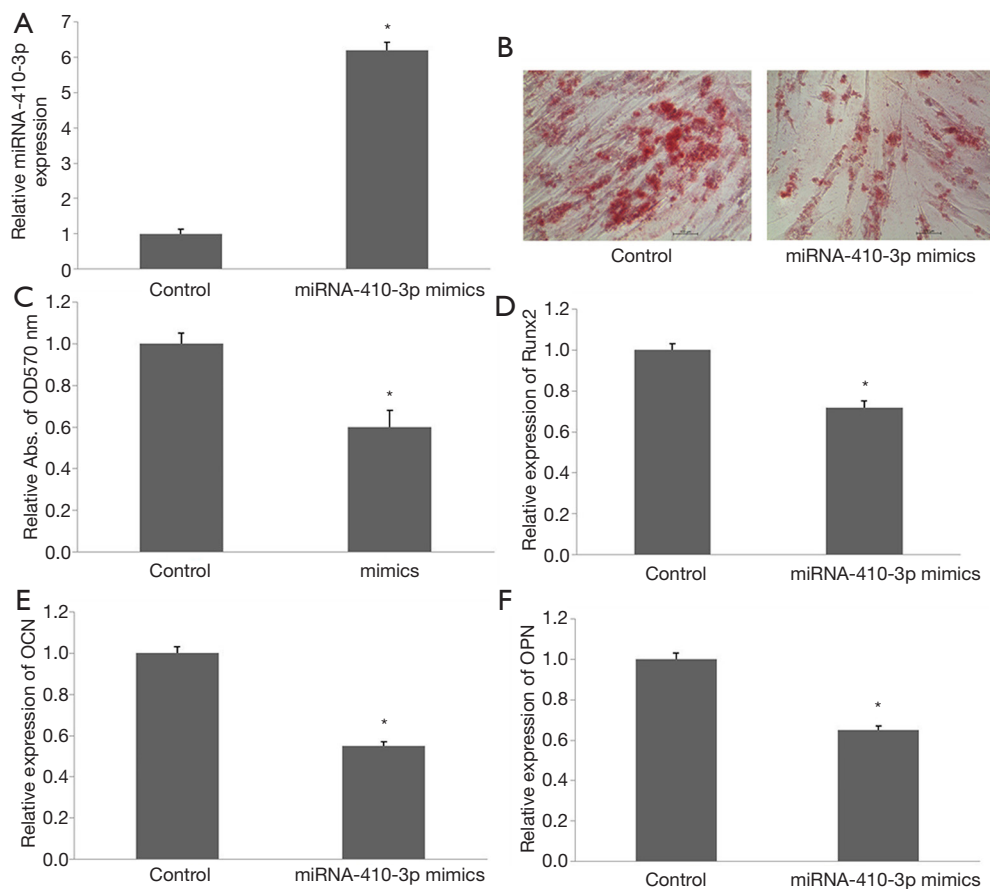 A
Relative miRNA-410-3p
expression
7
6
5
4
3
2
1
0
*
Control
miRNA-410-3p mimics
B
Control
miRNA-410-3p mimics
C
Relative Abs. of OD570 nm
1.2
1.0
0.8
0.6
0.4
0.2
0.0
*
Control
mimics
D
Relative expression of Runx2
1.2
1.0
0.8
0.6
0.4
0.2
0.0
*
Control
miRNA-410-3p mimics
E
Relative expression of OCN
1.2
1.0
0.8
0.6
0.4
0.2
0.0
*
Control
miRNA-410-3p mimics
F
Relative expression of OPN
1.2
1.0
0.8
0.6
0.4
0.2
0.0
*
Control
miRNA-410-3p mimics